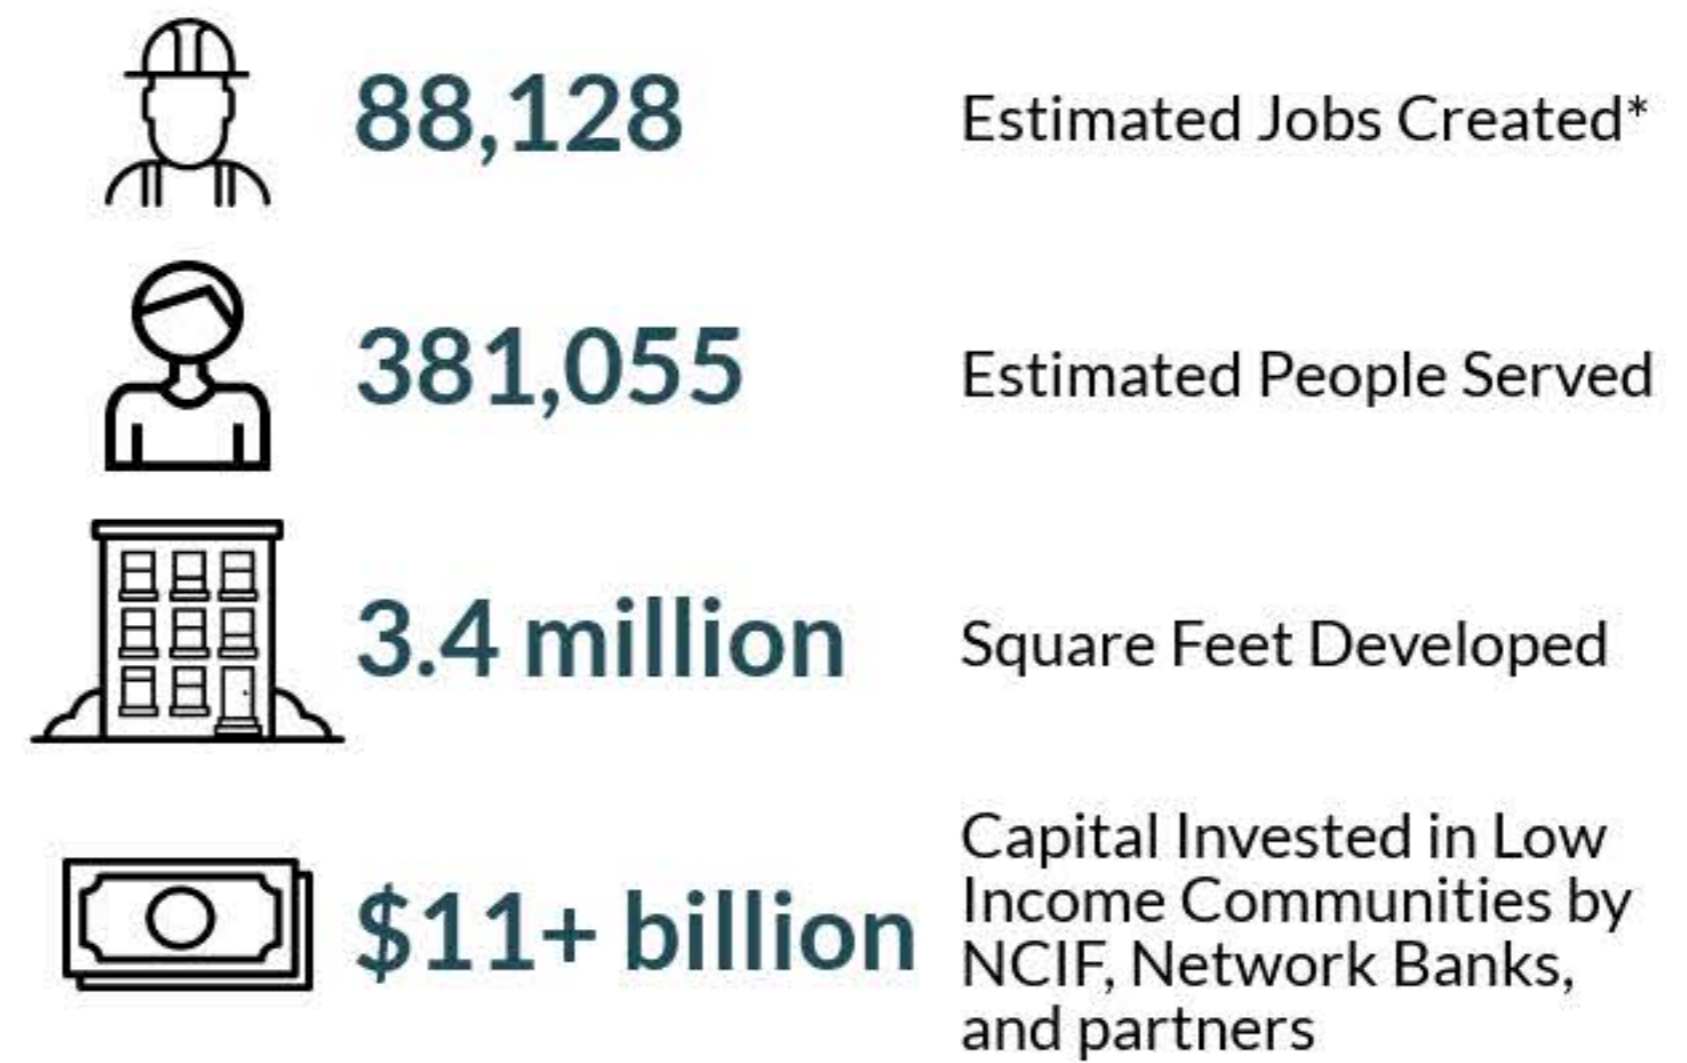 88,128
Estimated Jobs Created*
381,055
Estimated People Served
3.4 million
Square Feet Developed
$11+ billion
Capital Invested in Low
Income Communities by
NCIF, Network Banks,
and partners